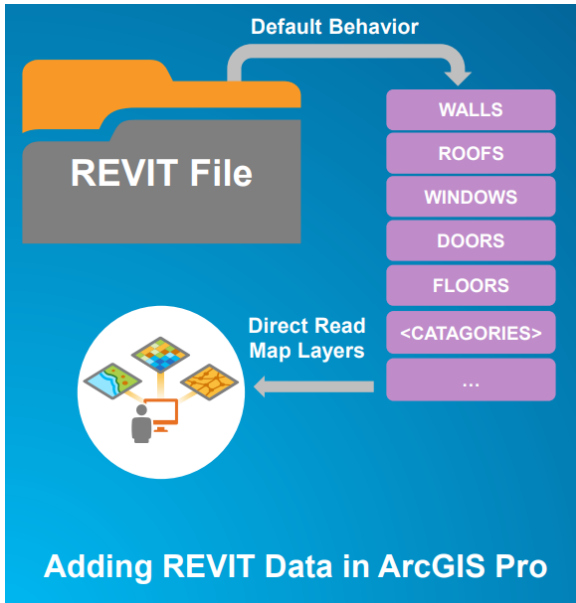 Default Behavior
REVIT File
WALLS
ROOFS
WINDOWS
DOORS
FLOORS
<CATAGORIES>
...
Direct Read
Map Layers
Adding REVIT Data in ArcGIS Pro